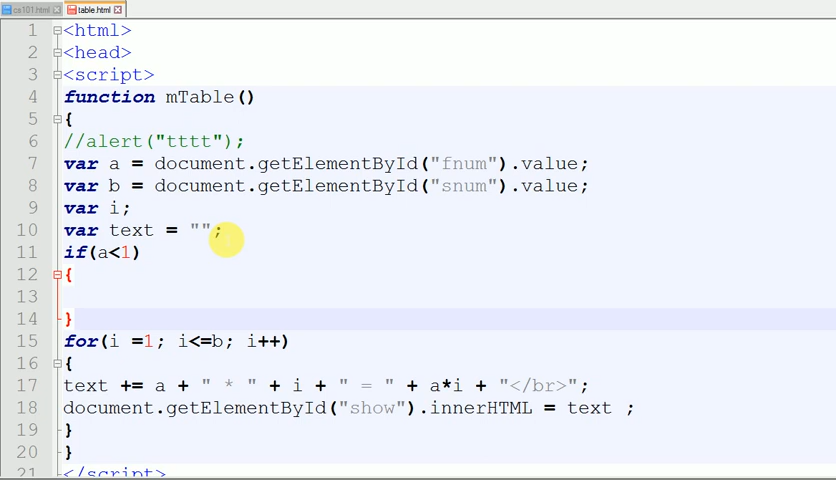 cs101.html table.html
1 <html>
2 <head>
3 <script>
4 function mTable()
5 {
6 //alert("tttt");
7 var a = document.getElementById("fnum").value;
8 var b = document.getElementById("snum").value;
9 var i;
10 var text = "";
11 if(a<1)
12 {
13
14 }
15 for(i =1; i<=b; i++)
16 {
17 text += a + " * " + i + " = " + a*i + "</br>";
18 document.getElementById("show").innerHTML = text ;
19 }
20 }
21 </script>